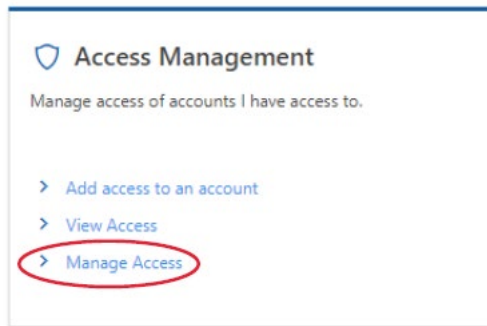 Access Management
Manage access of accounts I have access to.
Add access to an account
View Access
Manage Access